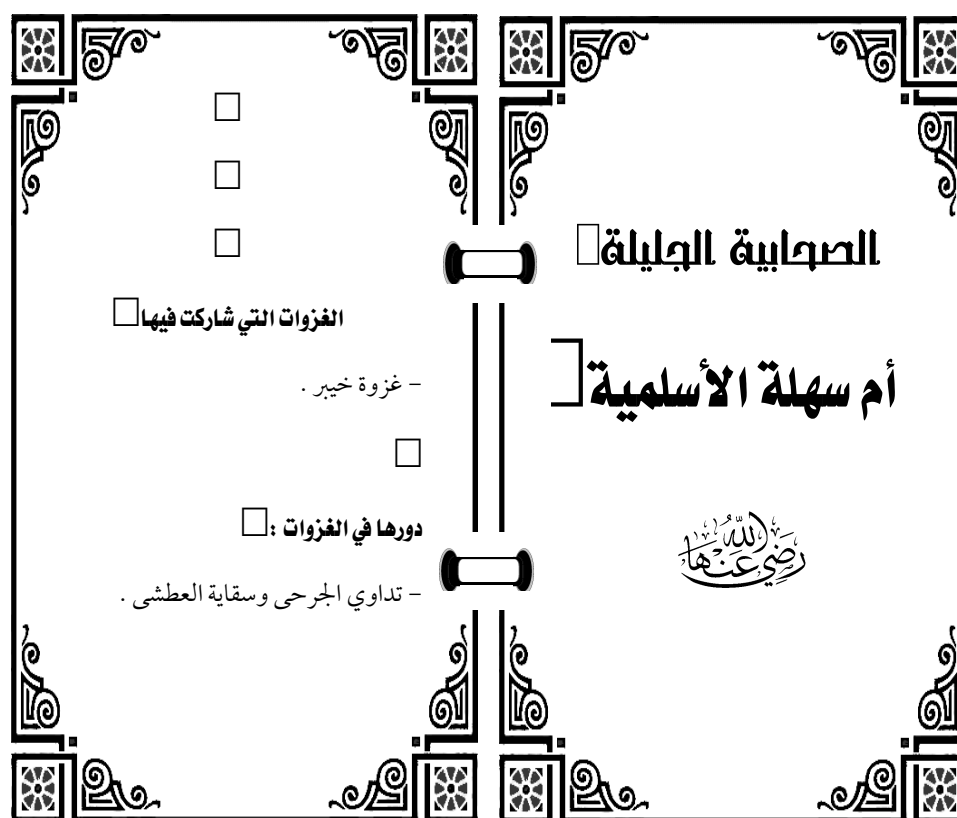 الصحابية الجليلة
أم سهلة الأسلمية
رضي الله عنها
الغزوات التي شاركت فيها
– غزوة خيبر .
دورها في الغزوات :
– تداوي الجرحى وسقاية العطشى .